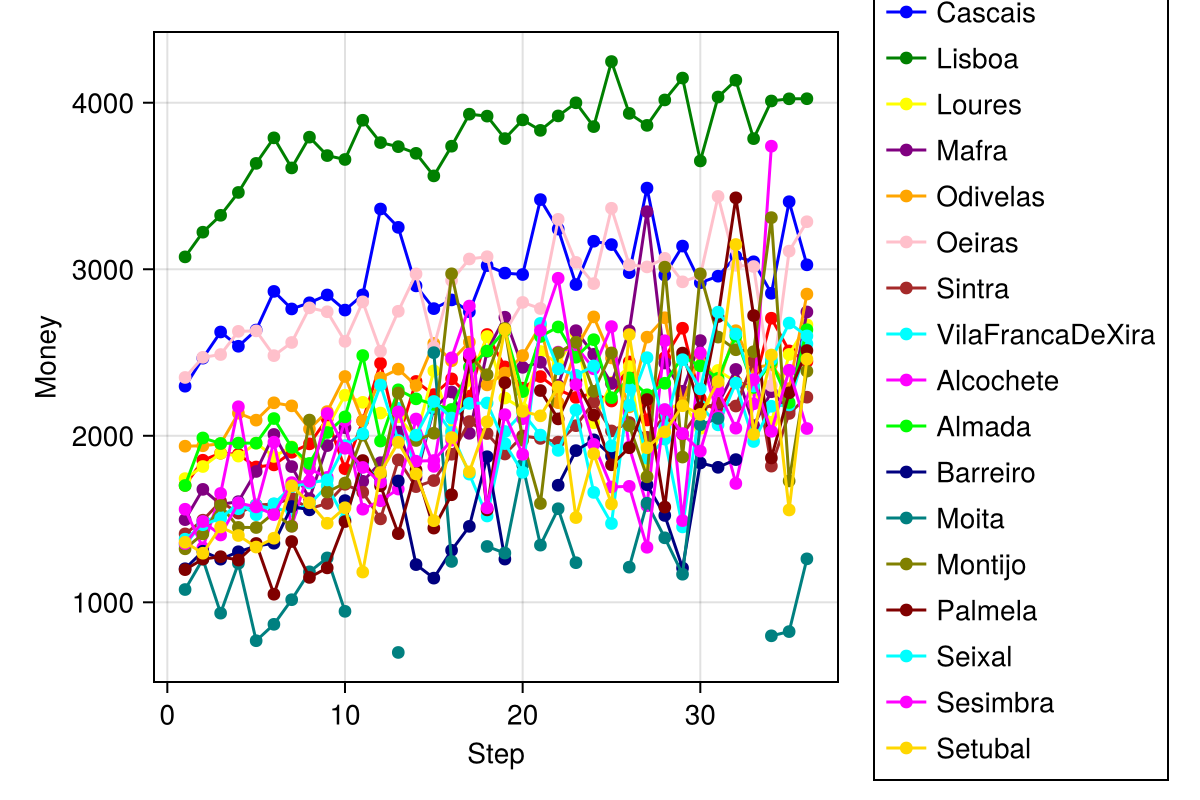 Cascais
Lisboa
Loures
Mafra
Odivelas
Oeiras
Sintra
VilaFrancaDeXira
Alcochete
Almada
Barreiro
Moita
Montijo
Palmela
Seixal
Sesimbra
Setubal
4000
3000
2000
1000
Money
0 10 20 30
Step